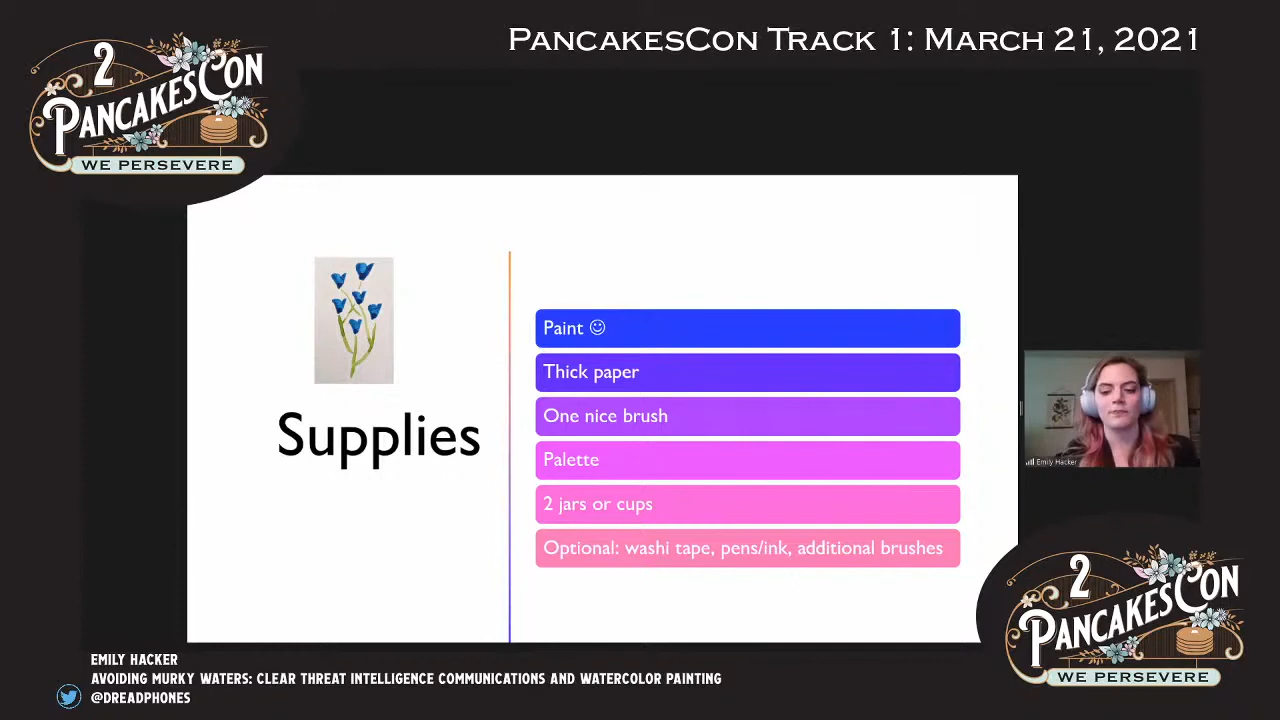 PancakesCon Track 1: March 21, 2021
2
PancakesCon
WE PERSEVERE
Supplies
Paint ☺
Thick paper
One nice brush
Palette
2 jars or cups
Optional: washi tape, pens/ink, additional brushes
Emily Hacker
2
PancakesCon
WE PERSEVERE
EMILY HACKER
AVOIDING MURKY WATERS: CLEAR THREAT INTELLIGENCE COMMUNICATIONS AND WATERCOLOR PAINTING
@DREADPHONES